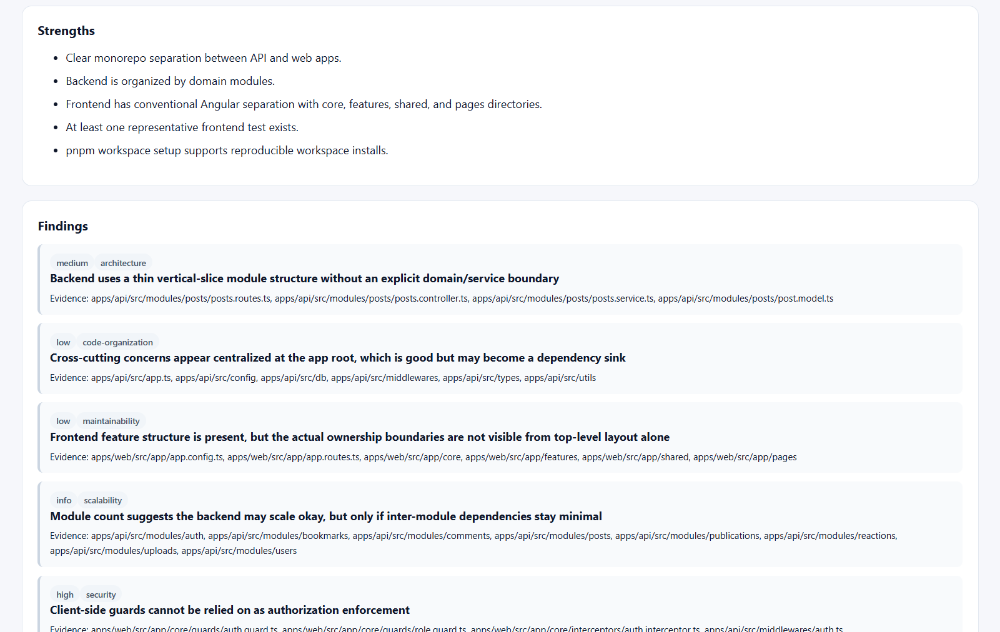 Strengths
Clear monorepo separation between API and web apps.
Backend is organized by domain modules.
Frontend has conventional Angular separation with core, features, shared, and pages directories.
At least one representative frontend test exists.
pnpm workspace setup supports reproducible workspace installs.
Findings
medium architecture
Backend uses a thin vertical-slice module structure without an explicit domain/service boundary
Evidence: apps/api/src/modules/posts/posts.routes.ts, apps/api/src/modules/posts/posts.controller.ts, apps/api/src/modules/posts/posts.service.ts, apps/api/src/modules/posts/post.model.ts
low code-organization
Cross-cutting concerns appear centralized at the app root, which is good but may become a dependency sink
Evidence: apps/api/src/app.ts, apps/api/src/config, apps/api/src/db, apps/api/src/middlewares, apps/api/src/types, apps/api/src/utils
low maintainability
Frontend feature structure is present, but the actual ownership boundaries are not visible from top-level layout alone
Evidence: apps/web/src/app/app.config.ts, apps/web/src/app/app.routes.ts, apps/web/src/app/core, apps/web/src/app/features, apps/web/src/app/shared, apps/web/src/app/pages
info scalability
Module count suggests the backend may scale okay, but only if inter-module dependencies stay minimal
Evidence: apps/api/src/modules/auth, apps/api/src/modules/bookmarks, apps/api/src/modules/comments, apps/api/src/modules/posts, apps/api/src/modules/publications, apps/api/src/modules/reactions,
apps/api/src/modules/uploads, apps/api/src/modules/users
high security
Client-side guards cannot be relied on as authorization enforcement
Evidence: apps/web/src/app/core/guards/auth.guard.ts, apps/web/src/app/core/guards/role.guard.ts, apps/web/src/app/core/interceptors/auth.interceptor.ts, apps/api/src/middlewares/auth.ts